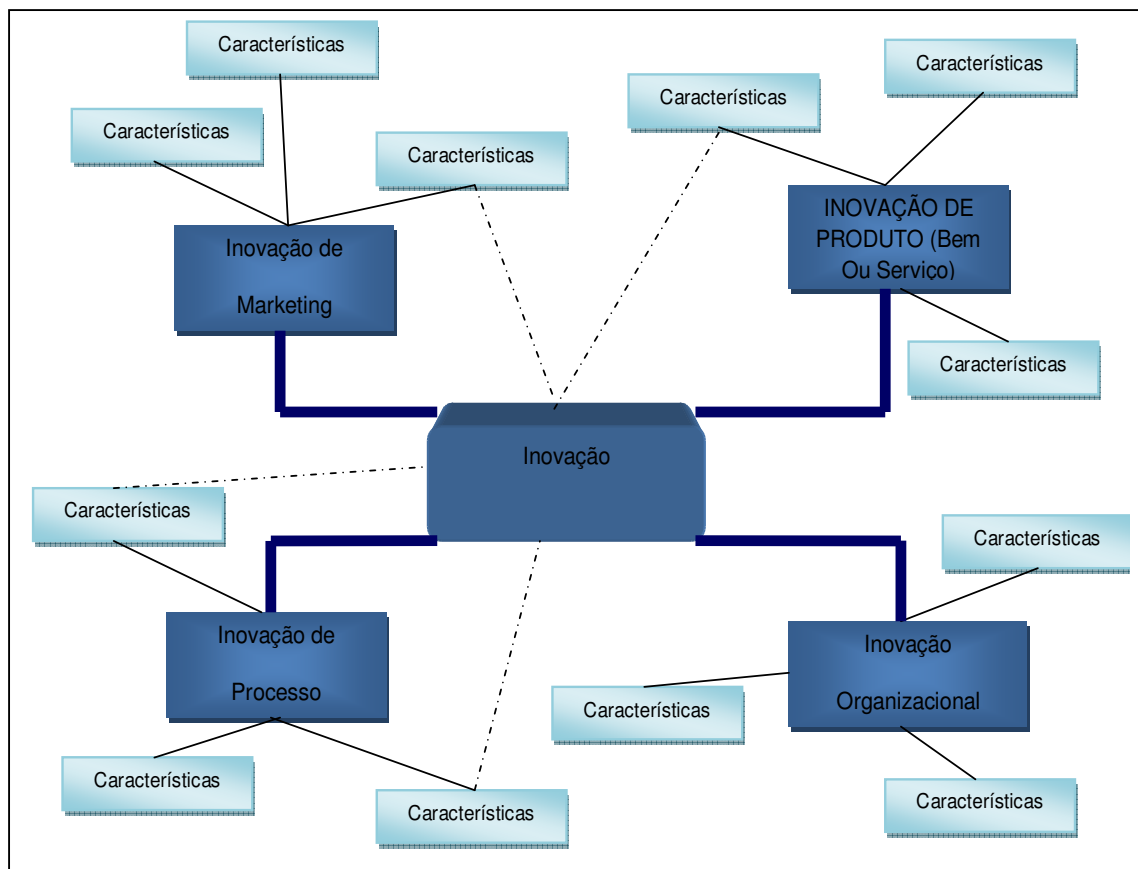 Características
Características
Características
Características
Características
Características
INOVAÇÃO DE
PRODUTO (Bem
Ou Serviço)
Inovação de
Marketing
Características
Inovação
Características
Características
Inovação de
Processo
Inovação
Organizacional
Características
Características
Características
Características